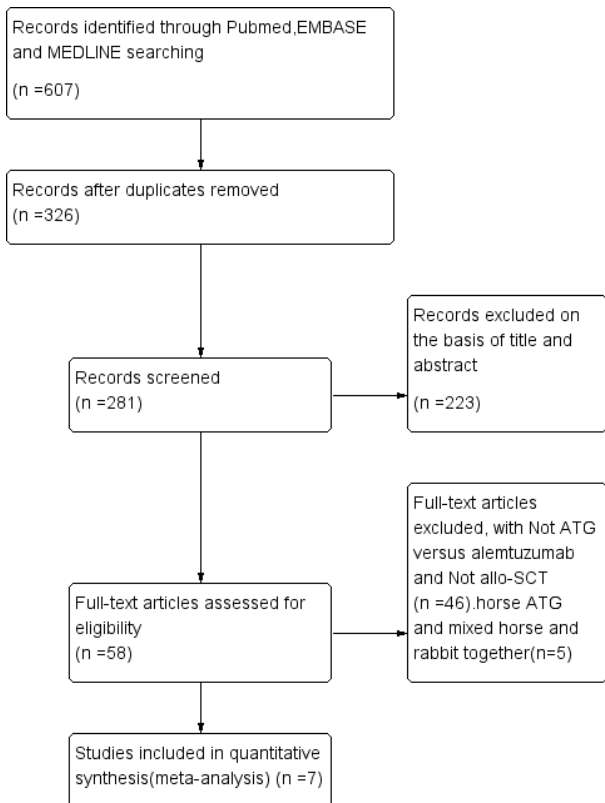 Records identified through Pubmed,EMBASE
and MEDLINE searching
(n =607)
Records after duplicates removed
(n =326)
Records screened
(n =281)
Records excluded on
the basis of title and
abstract
(n =223)
Full-text articles assessed for
eligibility
(n =58)
Full-text articles
excluded, with Not ATG
versus alemtuzumab
and Not allo-SCT
(n =46).horse ATG
and mixed horse and
rabbit together(n=5)
Studies included in quantitative
synthesis(meta-analysis) (n =7)